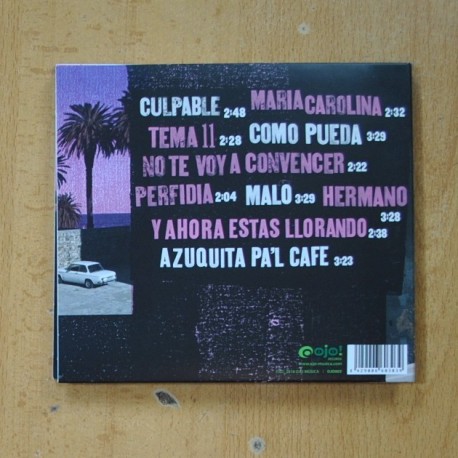 CULPABLE 2:48 MARIA CAROLINA 2:32
TEMA 11 2:28 COMO PUEDA 3:29
NO TE VOY A CONVENCER 2:22
PERFIDIA 2:04 MALO 3:29 HERMANO 3:28
Y AHORA ESTAS LLORANDO 2:38
AZUQUITA PA'L CAFE 3:23
ojo!